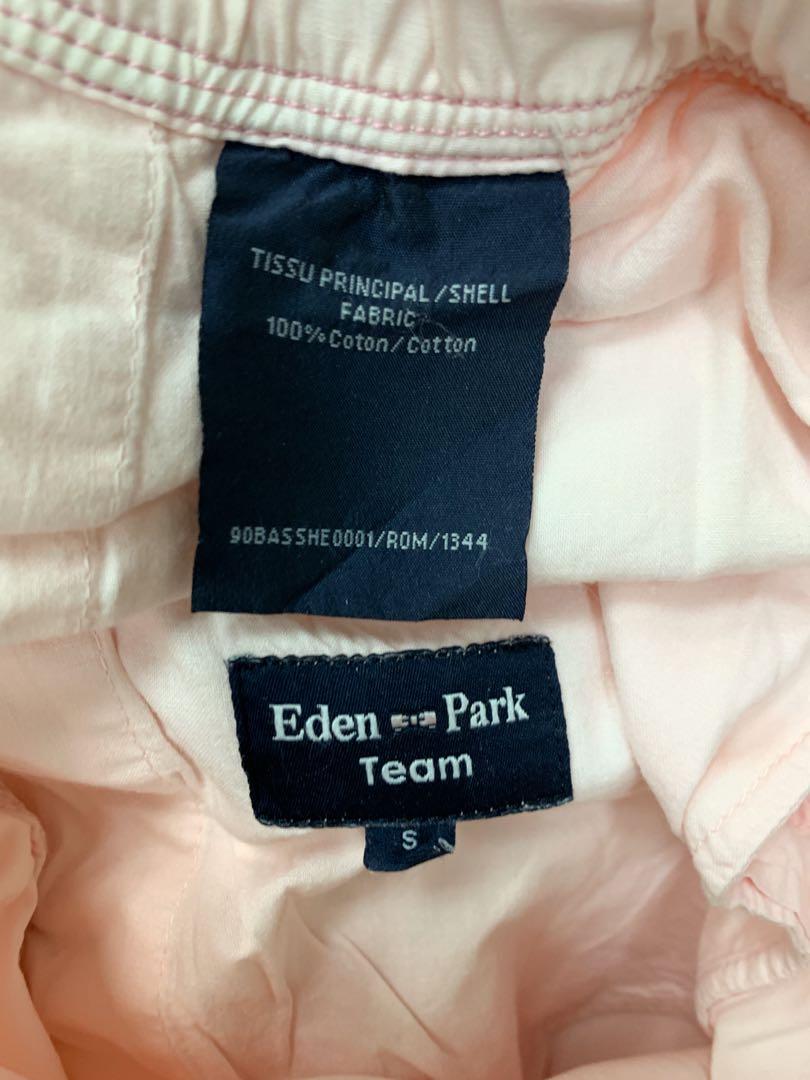 TISSU PRINCIPAL/SHELL
FABRIC
100%Coton/Cotton
90BASSHE0001/ROM/1344
Eden Park
Team
S